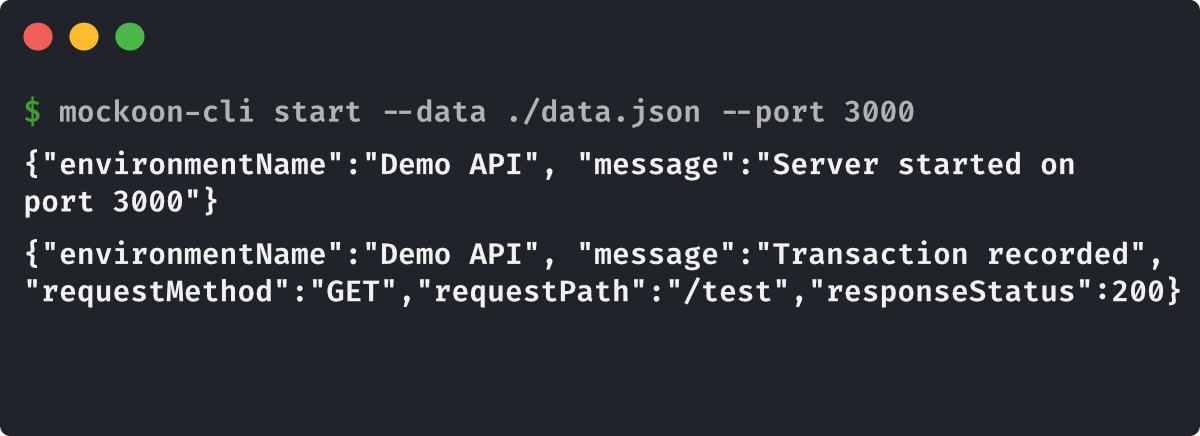 $ mockoon-cli start --data ./data.json --port 3000
{"environmentName":"Demo API", "message":"Server started on
port 3000"}
{"environmentName":"Demo API", "message":"Transaction recorded",
"requestMethod":"GET","requestPath":"/test","responseStatus":200}